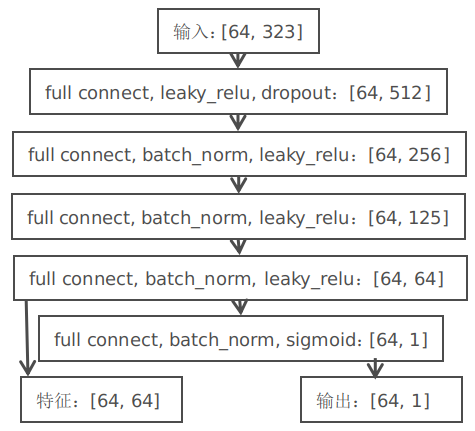 输入：[64, 323]
full connect, leaky_relu, dropout：[64, 512]
full connect, batch_norm, leaky_relu：[64, 256]
full connect, batch_norm, leaky_relu：[64, 125]
full connect, batch_norm, leaky_relu：[64, 64]
full connect, batch_norm, sigmoid：[64, 1]
特征：[64, 64]
输出：[64, 1]